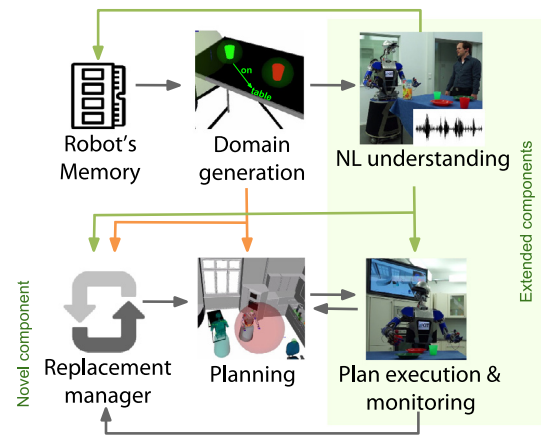 on
table
Robot's
Memory
Domain
generation
NL understanding
Extended components
Novel component
Replacement
manager
Planning
Plan execution &
monitoring